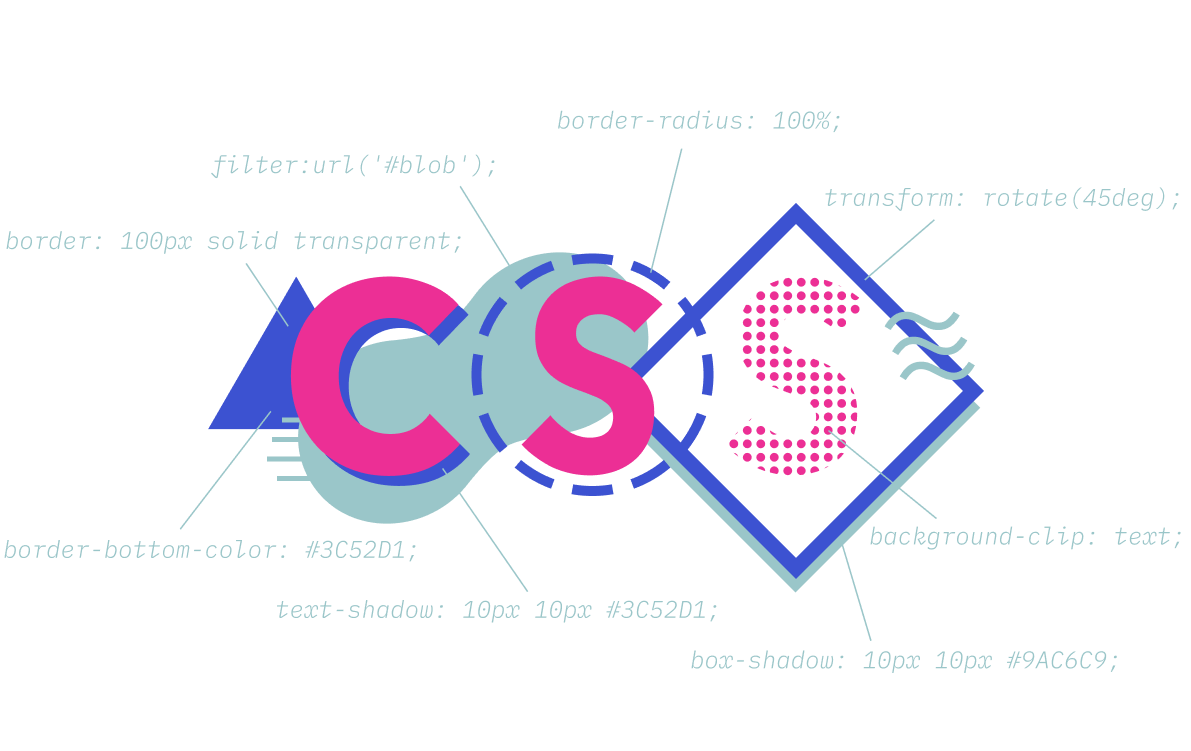 border-radius: 100%;
filter:url('#blob');
transform: rotate(45deg);
border: 100px solid transparent;
CSS
background-clip: text;
border-bottom-color: #3C52D1;
text-shadow: 10px 10px #3C52D1;
box-shadow: 10px 10px #9AC6C9;